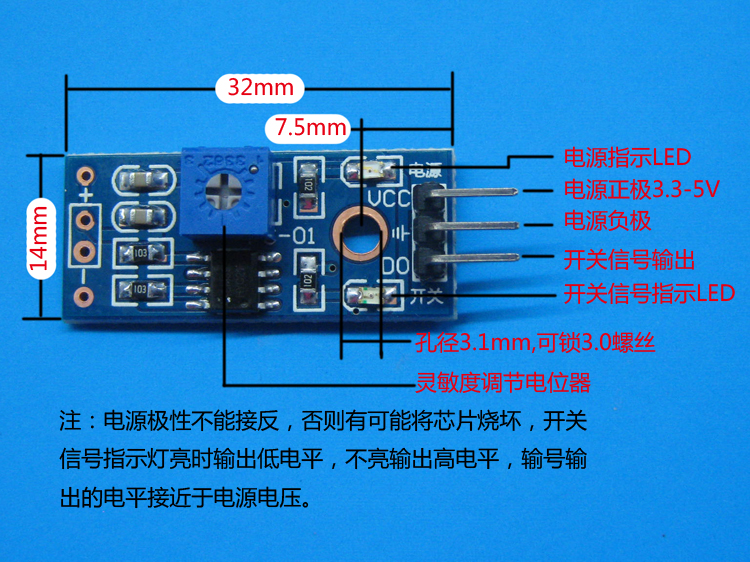 32mm
7.5mm
14mm
电源
VCC
-01
DO
开关
+
103
103
102
102
电源指示LED
电源正极3.3-5V
电源负极
开关信号输出
开关信号指示LED
孔径3.1mm,可锁3.0螺丝
灵敏度调节电位器
注：电源极性不能接反，否则有可能将芯片烧坏，开关
信号指示灯亮时输出低电平，不亮输出高电平，输号输
出的电平接近于电源电压。